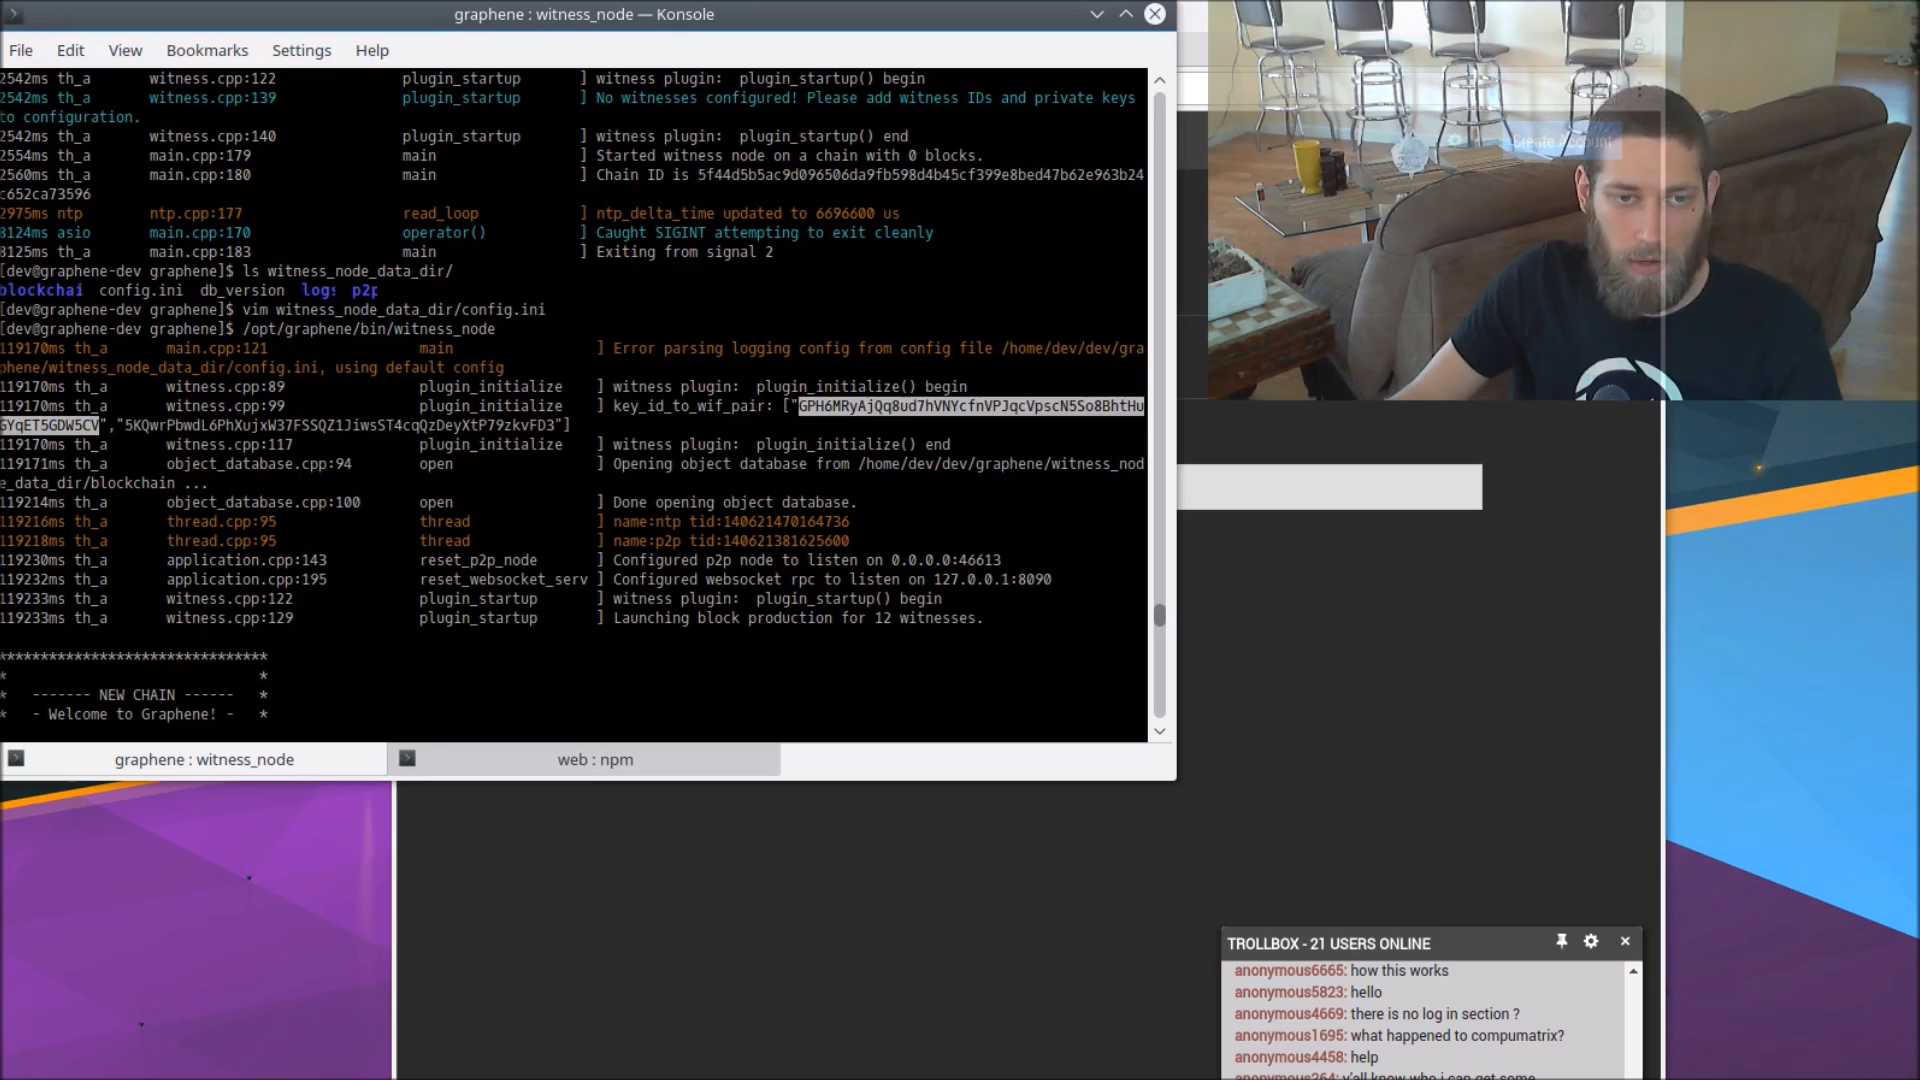 graphene : witness_node — Konsole
File Edit View Bookmarks Settings Help
2542ms th_a witness.cpp:122 plugin_startup ] witness plugin: plugin_startup() begin
2542ms th_a witness.cpp:139 plugin_startup ] No witnesses configured! Please add witness IDs and private keys
to configuration.
2542ms th_a witness.cpp:140 plugin_startup ] witness plugin: plugin_startup() end
2554ms th_a main.cpp:179 main ] Started witness node on a chain with 0 blocks.
2560ms th_a main.cpp:180 main ] Chain ID is 5f44d5b5ac9d096506da9fb598d4b45cf399e8bed47b62e963b24
c652ca73596
2975ms ntp ntp.cpp:177 read_loop ] ntp_delta_time updated to 6696600 us
8124ms asio main.cpp:170 operator() ] Caught SIGINT attempting to exit cleanly
8125ms th_a main.cpp:183 main ] Exiting from signal 2
[dev@graphene-dev graphene]$ ls witness_node_data_dir/
blockchai config.ini db_version logs p2p
[dev@graphene-dev graphene]$ vim witness_node_data_dir/config.ini
[dev@graphene-dev graphene]$ /opt/graphene/bin/witness_node
119170ms th_a main.cpp:121 main ] Error parsing logging config from config file /home/dev/dev/gra
phene/witness_node_data_dir/config.ini, using default config
119170ms th_a witness.cpp:89 plugin_initialize ] witness plugin: plugin_initialize() begin
119170ms th_a witness.cpp:99 plugin_initialize ] key_id_to_wif_pair: ["GPH6MRyAjQq8ud7hVNYcfnVPJqcVpscN5So8BhtHu
GYqET5GDW5CV","5KQwrPbwdL6PhXujxW37FSSQZ1JiwsST4cqQzDeyXtP79zkvFD3"]
119170ms th_a witness.cpp:117 plugin_initialize ] witness plugin: plugin_initialize() end
119171ms th_a object_database.cpp:94 open ] Opening object database from /home/dev/dev/graphene/witness_nod
e_data_dir/blockchain ...
119214ms th_a object_database.cpp:100 open ] Done opening object database.
119216ms th_a thread.cpp:95 thread ] name:ntp tid:140621470164736
119218ms th_a thread.cpp:95 thread ] name:p2p tid:140621381625600
119230ms th_a application.cpp:143 reset_p2p_node ] Configured p2p node to listen on 0.0.0.0:46613
119232ms th_a application.cpp:195 reset_websocket_serv ] Configured websocket rpc to listen on 127.0.0.1:8090
119233ms th_a witness.cpp:122 plugin_startup ] witness plugin: plugin_startup() begin
119233ms th_a witness.cpp:129 plugin_startup ] Launching block production for 12 witnesses.
********************************
* *
* ------- NEW CHAIN ------ *
* - Welcome to Graphene! - *
graphene : witness_node
web : npm
Create Account
TROLLBOX - 21 USERS ONLINE
anonymous6665: how this works
anonymous5823: hello
anonymous4669: there is no log in section ?
anonymous1695: what happened to compumatrix?
anonymous4458: help
anonymous264: y'all know who i can get some